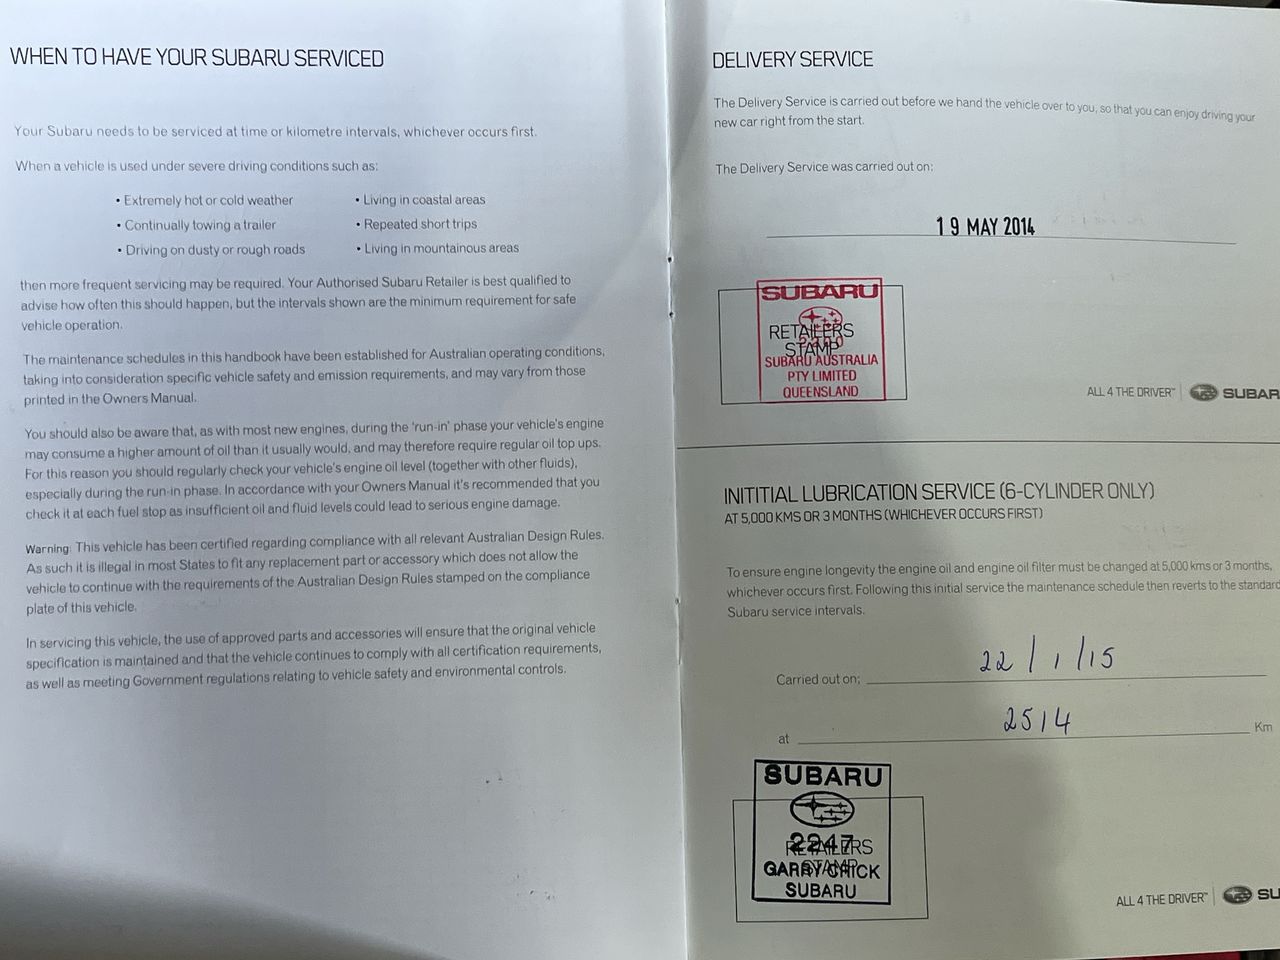 WHEN TO HAVE YOUR SUBARU SERVICED
Your Subaru needs to be serviced at time or kilometre intervals, whichever occurs first.
When a vehicle is used under severe driving conditions such as:
• Extremely hot or cold weather
• Living in coastal areas
• Continually towing a trailer
• Repeated short trips
• Driving on dusty or rough roads
• Living in mountainous areas
then more frequent servicing may be required. Your Authorised Subaru Retailer is best qualified to
advise how often this should happen, but the intervals shown are the minimum requirement for safe
vehicle operation.
The maintenance schedules in this handbook have been established for Australian operating conditions,
taking into consideration specific vehicle safety and emission requirements, and may vary from those
printed in the Owners Manual.
You should also be aware that, as with most new engines, during the 'run-in' phase your vehicle's engine
may consume a higher amount of oil than it usually would, and may therefore require regular oil top ups.
For this reason you should regularly check your vehicle's engine oil level (together with other fluids),
especially during the run-in phase. In accordance with your Owners Manual it's recommended that you
check it at each fuel stop as insufficient oil and fluid levels could lead to serious engine damage.
Warning: This vehicle has been certified regarding compliance with all relevant Australian Design Rules.
As such it is illegal in most States to fit any replacement part or accessory which does not allow the
vehicle to continue with the requirements of the Australian Design Rules stamped on the compliance
plate of this vehicle.
In servicing this vehicle, the use of approved parts and accessories will ensure that the original vehicle
specification is maintained and that the vehicle continues to comply with all certification requirements,
as well as meeting Government regulations relating to vehicle safety and environmental controls.
DELIVERY SERVICE
The Delivery Service is carried out before we hand the vehicle over to you, so that you can enjoy driving your
new car right from the start.
The Delivery Service was carried out on:
19 MAY 2014
SUBARU
RETAILERS
STAMP
SUBARU AUSTRALIA
PTY LIMITED
QUEENSLAND
ALL 4 THE DRIVER™ SUBAR
INITITIAL LUBRICATION SERVICE (6-CYLINDER ONLY)
AT 5,000 KMS OR 3 MONTHS (WHICHEVER OCCURS FIRST)
To ensure engine longevity the engine oil and engine oil filter must be changed at 5,000 kms or 3 months,
whichever occurs first. Following this initial service the maintenance schedule then reverts to the standard
Subaru service intervals.
Carried out on: 22/1/15
at 2514 Km
SUBARU
2247
RETAILERS
STAMP
GARRY CRICK
SUBARU
ALL 4 THE DRIVER™ SU